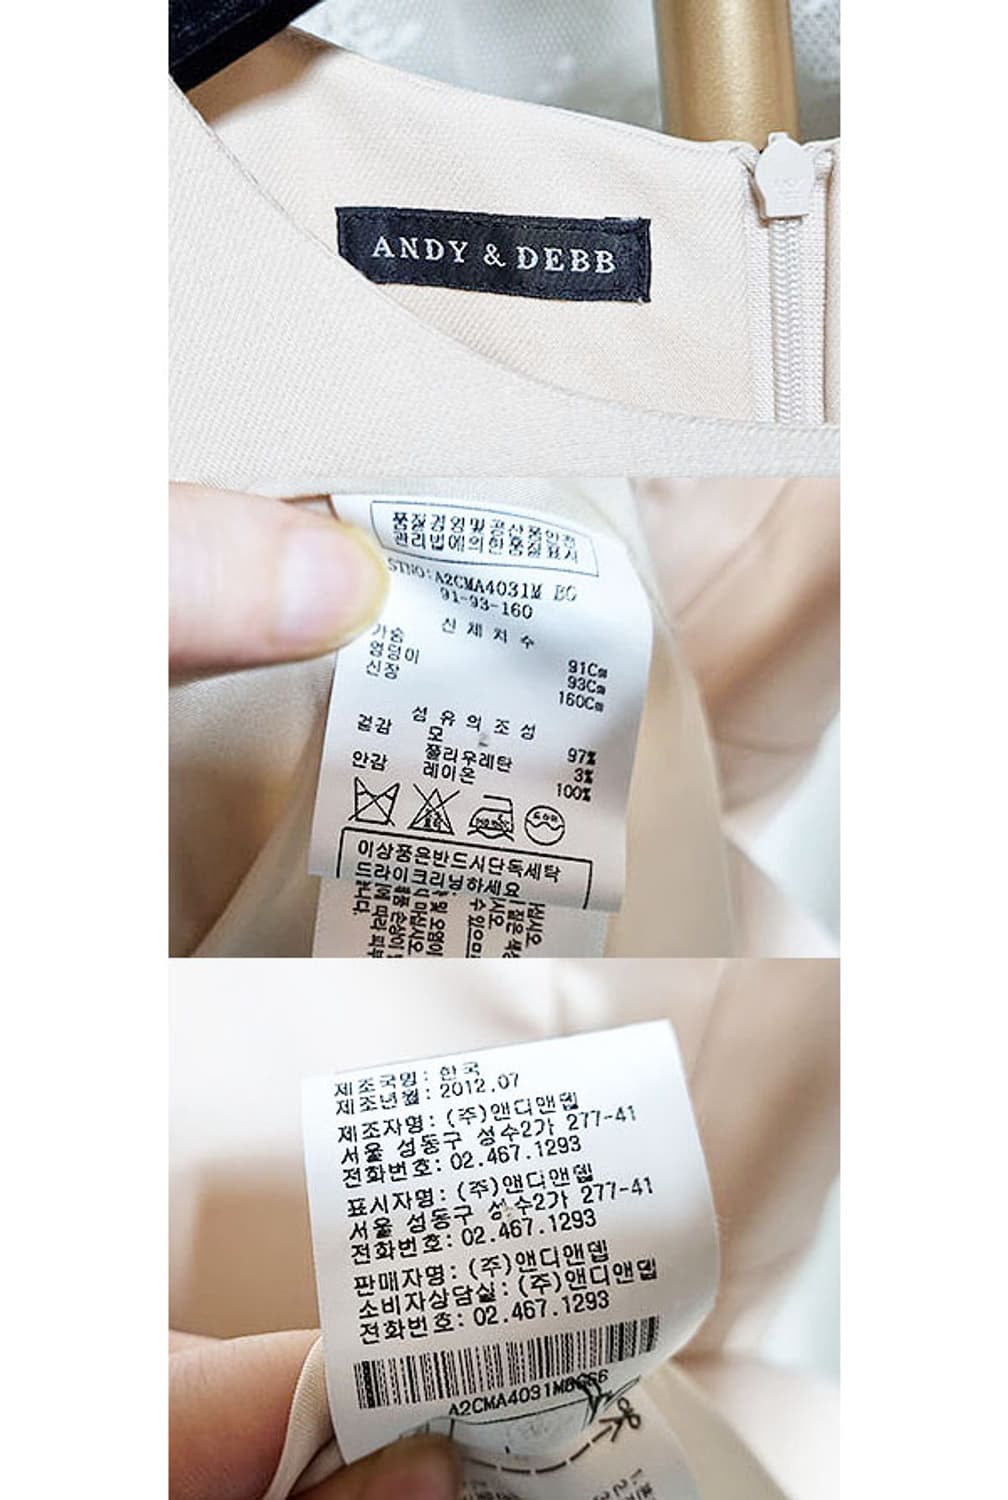 ANDY & DEBB
품질경영및공산품안전
관리법에의한품질표시
STNO:A2CMA4031M BG
91-93-160
신체치수
가슴 91Cm
엉덩이 93Cm
신장 160Cm
섬유의조성
겉감 모 97%
폴리우레탄 3%
안감 레이온 100%
이상품은반드시단독세탁
드라이크리닝하세요
제조국명: 한국
제조년월: 2012.07
제조자명: (주)앤디앤뎁
서울 성동구 성수2가 277-41
전화번호: 02.467.1293
표시자명: (주)앤디앤뎁
서울 성동구 성수2가 277-41
전화번호: 02.467.1293
판매자명: (주)앤디앤뎁
소비자상담실: (주)앤디앤뎁
전화번호: 02.467.1293